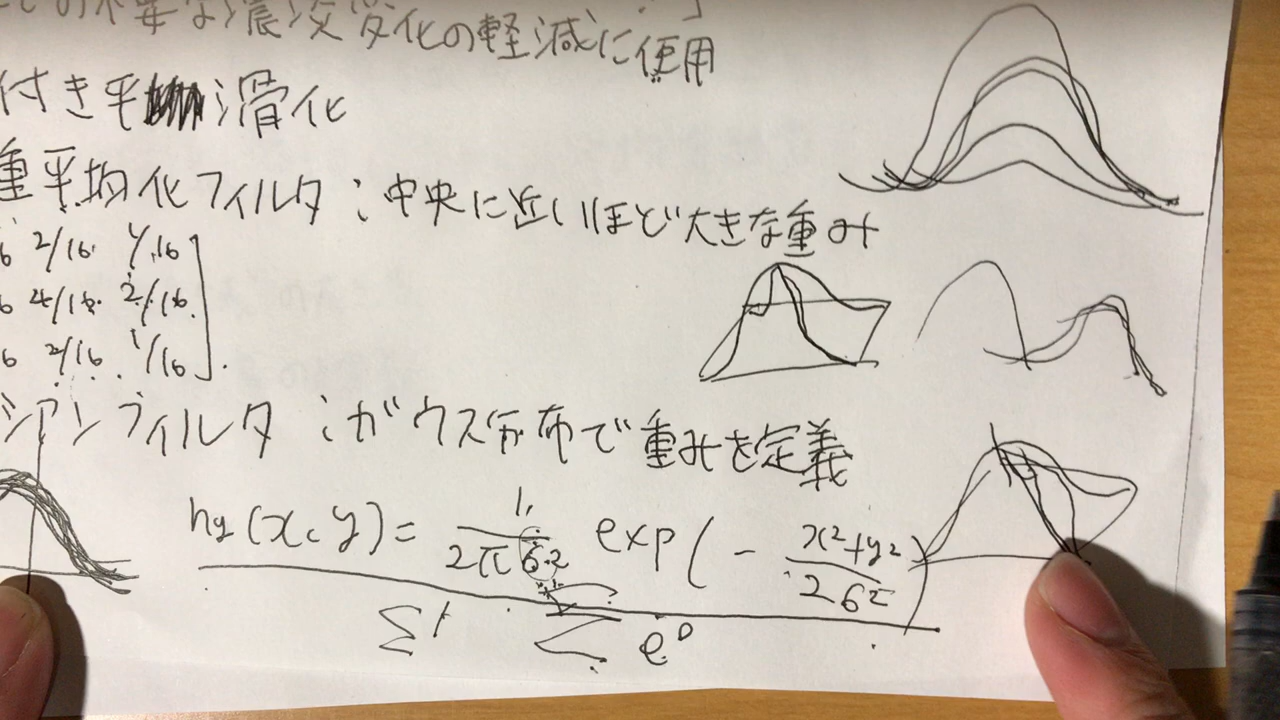 な濃淡変化の軽減に使用
付き平滑化
重平均化フィルタ:中央に近いほど大きな重み
2/16 1/16
4/16 2/16
2/16 1/16
シアンフィルタ:ガウス分布で重みを定義
hg(x,y)= 1/2πσ² exp(- x²+y²/2σ²)
Σ1 Σ e⁰